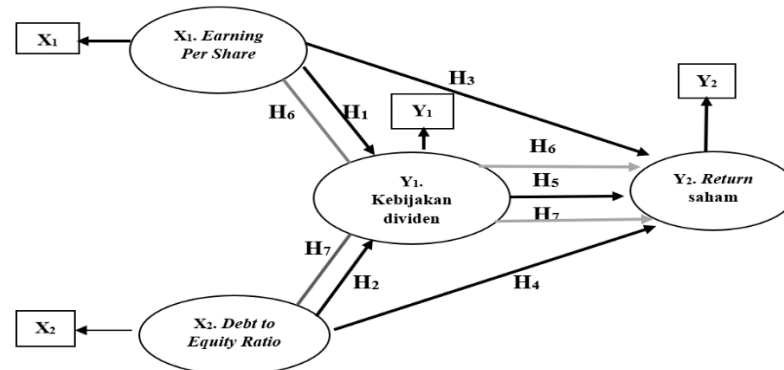 X1
X1. Earning
Per Share
H3
Y2
H1
Y1
H6
H6
Y1.
Kebijakan
dividen
H5
Y2. Return
saham
H7
H7
H2
H4
X2
X2. Debt to
Equity Ratio